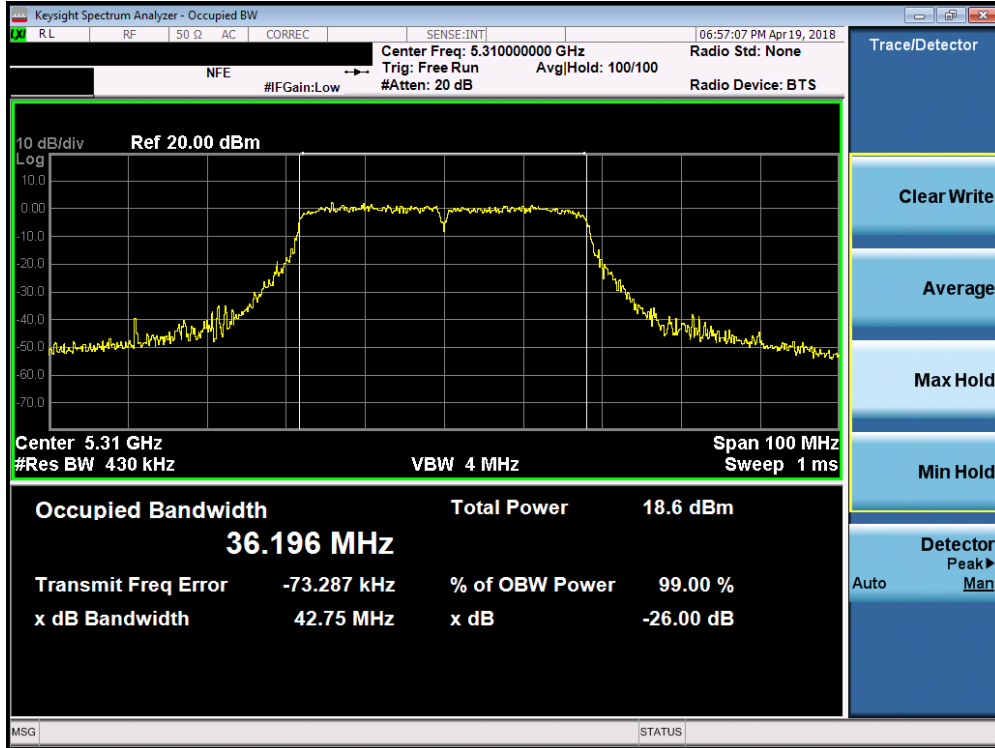 Keysight Spectrum Analyzer - Occupied BW
LXI RL RF 50 Ω AC CORREC SENSE:INT 06:57:07 PM Apr 19, 2018
Center Freq: 5.310000000 GHz Radio Std: None
NFE Trig: Free Run Avg|Hold: 100/100
#IFGain:Low #Atten: 20 dB Radio Device: BTS
10 dB/div Ref 20.00 dBm
Log
10.0
0.00
-10.0
-20.0
-30.0
-40.0
-50.0
-60.0
-70.0
Center 5.31 GHz Span 100 MHz
#Res BW 430 kHz VBW 4 MHz Sweep 1 ms
Occupied Bandwidth Total Power 18.6 dBm
36.196 MHz
Transmit Freq Error -73.287 kHz % of OBW Power 99.00 %
x dB Bandwidth 42.75 MHz x dB -26.00 dB
Trace/Detector
Clear Write
Average
Max Hold
Min Hold
Detector
Peak▶
Auto Man
MSG STATUS